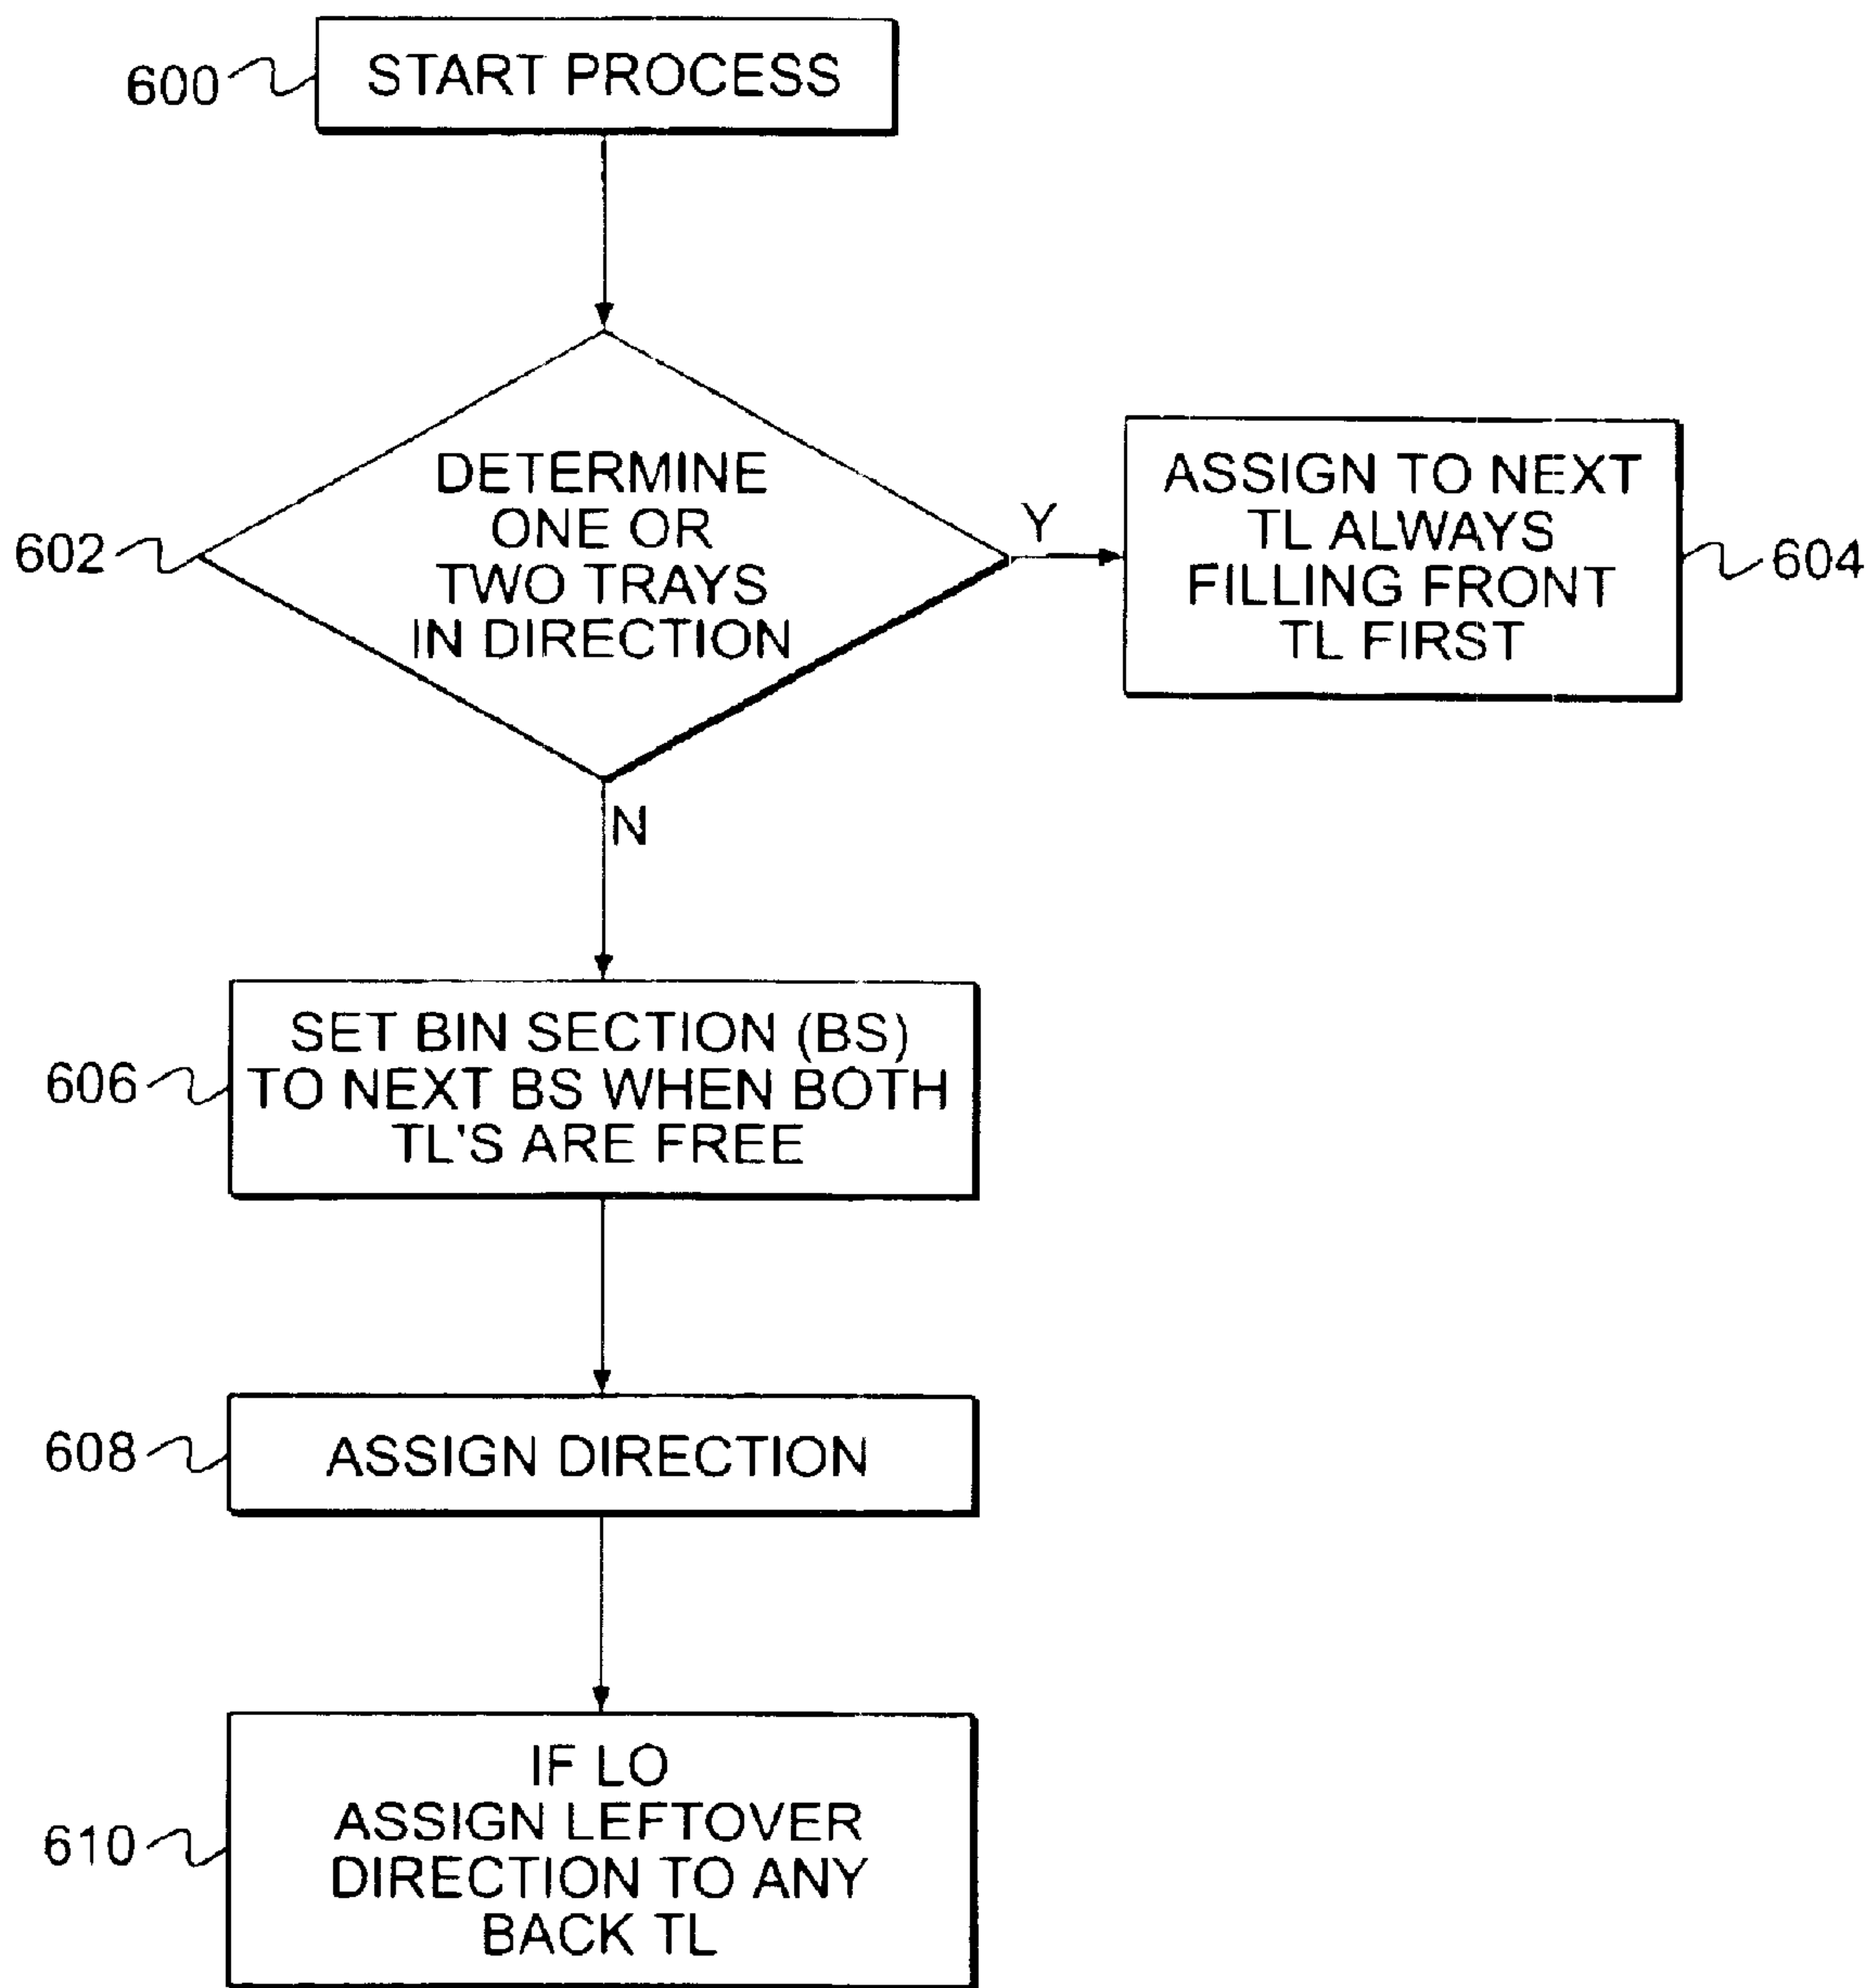 START PROCESS
600
DETERMINE
ONE OR
TWO TRAYS
IN DIRECTION
602
Y
ASSIGN TO NEXT
TL ALWAYS
FILLING FRONT
TL FIRST
604
N
SET BIN SECTION (BS)
TO NEXT BS WHEN BOTH
TL'S ARE FREE
606
ASSIGN DIRECTION
608
IF LO
ASSIGN LEFTOVER
DIRECTION TO ANY
BACK TL
610